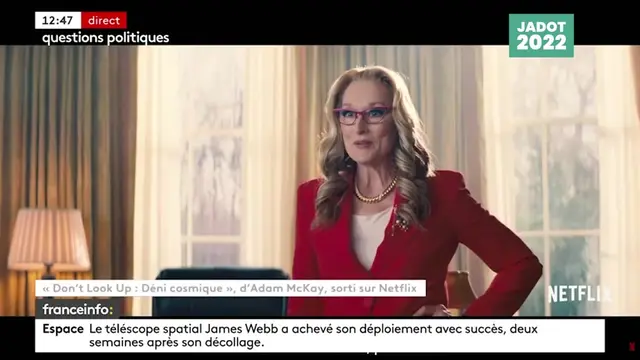 12:47 direct
questions politiques
JADOT
2022
« Don't Look Up : Déni cosmique », d'Adam McKay, sorti sur Netflix
NETFLIX
franceinfo:
Espace Le téléscope spatial James Webb a achevé son déploiement avec succès, deux
semaines après son décollage.